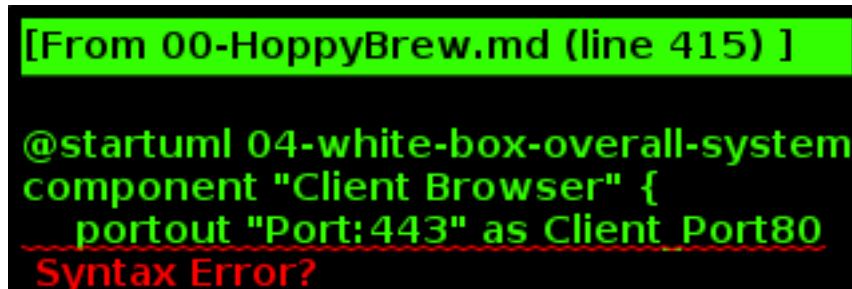 [From 00-HoppyBrew.md (line 415) ]
@startuml 04-white-box-overall-system
component "Client Browser" {
portout "Port:443" as Client_Port80
Syntax Error?